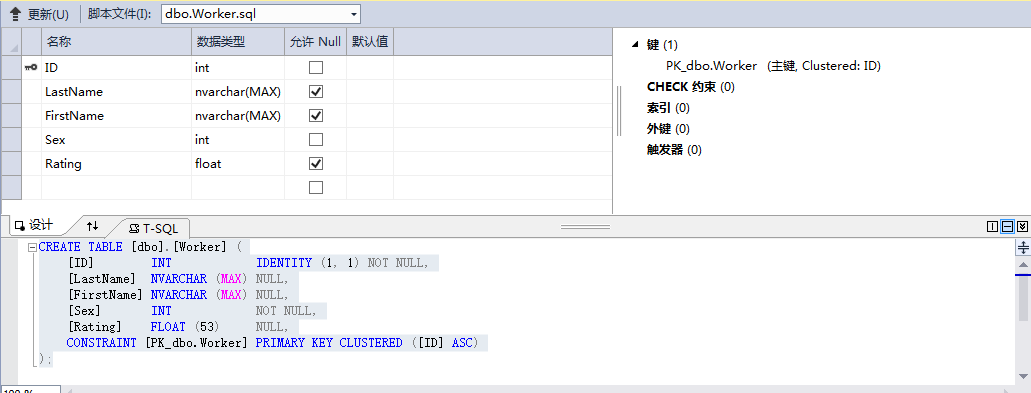 更新(U) 脚本文件(I): dbo.Worker.sql
名称 数据类型 允许 Null 默认值
ID int
LastName nvarchar(MAX)
FirstName nvarchar(MAX)
Sex int
Rating float
键 (1)
PK_dbo.Worker (主键, Clustered: ID)
CHECK 约束 (0)
索引 (0)
外键 (0)
触发器 (0)
设计 T-SQL
CREATE TABLE [dbo].[Worker] (
[ID] INT IDENTITY (1, 1) NOT NULL,
[LastName] NVARCHAR (MAX) NULL,
[FirstName] NVARCHAR (MAX) NULL,
[Sex] INT NOT NULL,
[Rating] FLOAT (53) NULL,
CONSTRAINT [PK_dbo.Worker] PRIMARY KEY CLUSTERED ([ID] ASC)
);